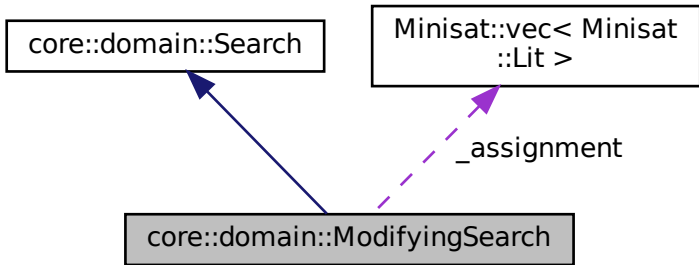 core::domain::Search
Minisat::vec< Minisat
::Lit >
_assignment
core::domain::ModifyingSearch